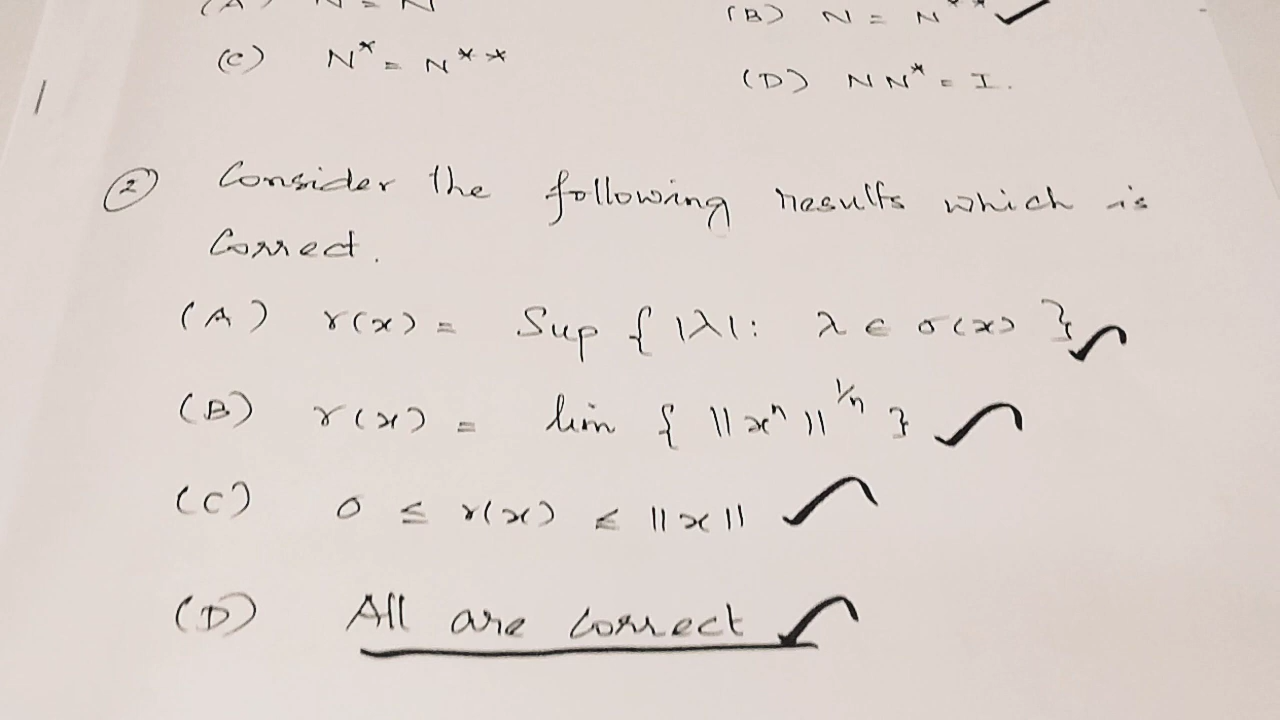 (A) N = N
(B) N = N** ✓
(C) N* = N**
(D) NN* = I.
② Consider the following results which is
Correct.
(A) r(x) = Sup { |λ| : λ ∈ σ(x) } ✓
(B) r(x) = lim { ||xⁿ||^1/n } ✓
(C) 0 ≤ r(x) ≤ ||x|| ✓
(D) All are correct ✓